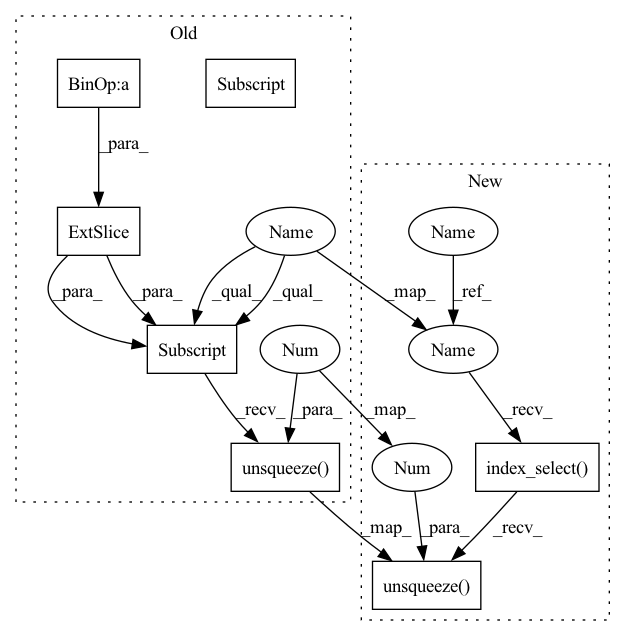 Old
BinOp:a
Subscript
_para_
New
ExtSlice
Name
Name
_para_
_para_
_qual_
_qual_
_map_
_ref_
Subscript
Num
Name
_recv_
_para_
_map_
_recv_
unsqueeze()
Num
index_select()
_map_
_para_
_recv_
unsqueeze()